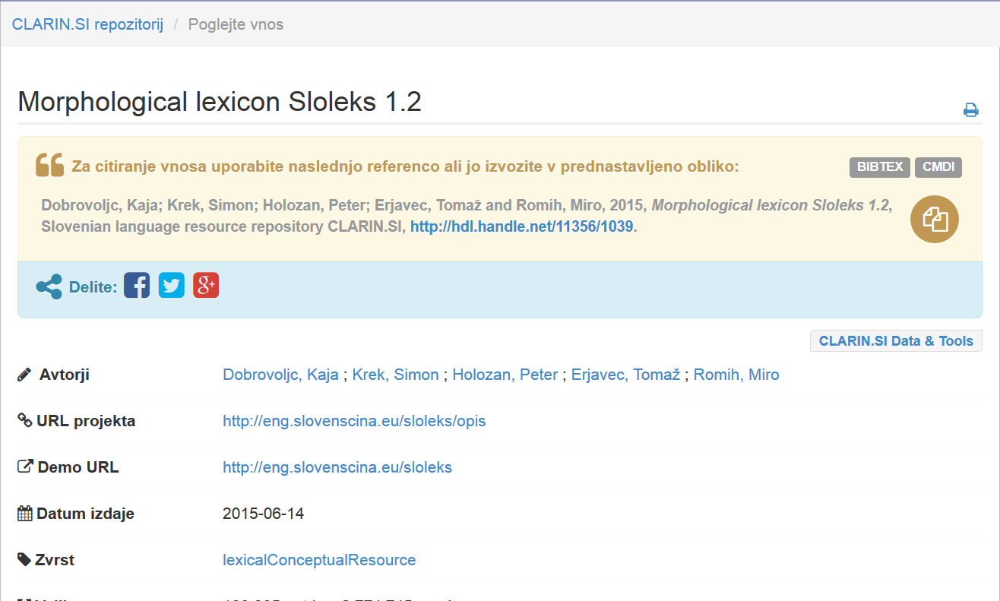 CLARIN.SI repozitorij / Poglejte vnos
Morphological lexicon Sloleks 1.2
Za citiranje vnosa uporabite naslednjo referenco ali jo izvozite v prednastavljeno obliko: BIBTEX CMDI
Dobrovoljc, Kaja; Krek, Simon; Holozan, Peter; Erjavec, Tomaž and Romih, Miro, 2015, Morphological lexicon Sloleks 1.2,
Slovenian language resource repository CLARIN.SI, http://hdl.handle.net/11356/1039.
Delite:
CLARIN.SI Data & Tools
Avtorji Dobrovoljc, Kaja ; Krek, Simon ; Holozan, Peter ; Erjavec, Tomaž ; Romih, Miro
URL projekta http://eng.slovenscina.eu/sloleks/opis
Demo URL http://eng.slovenscina.eu/sloleks
Datum izdaje 2015-06-14
Zvrst lexicalConceptualResource